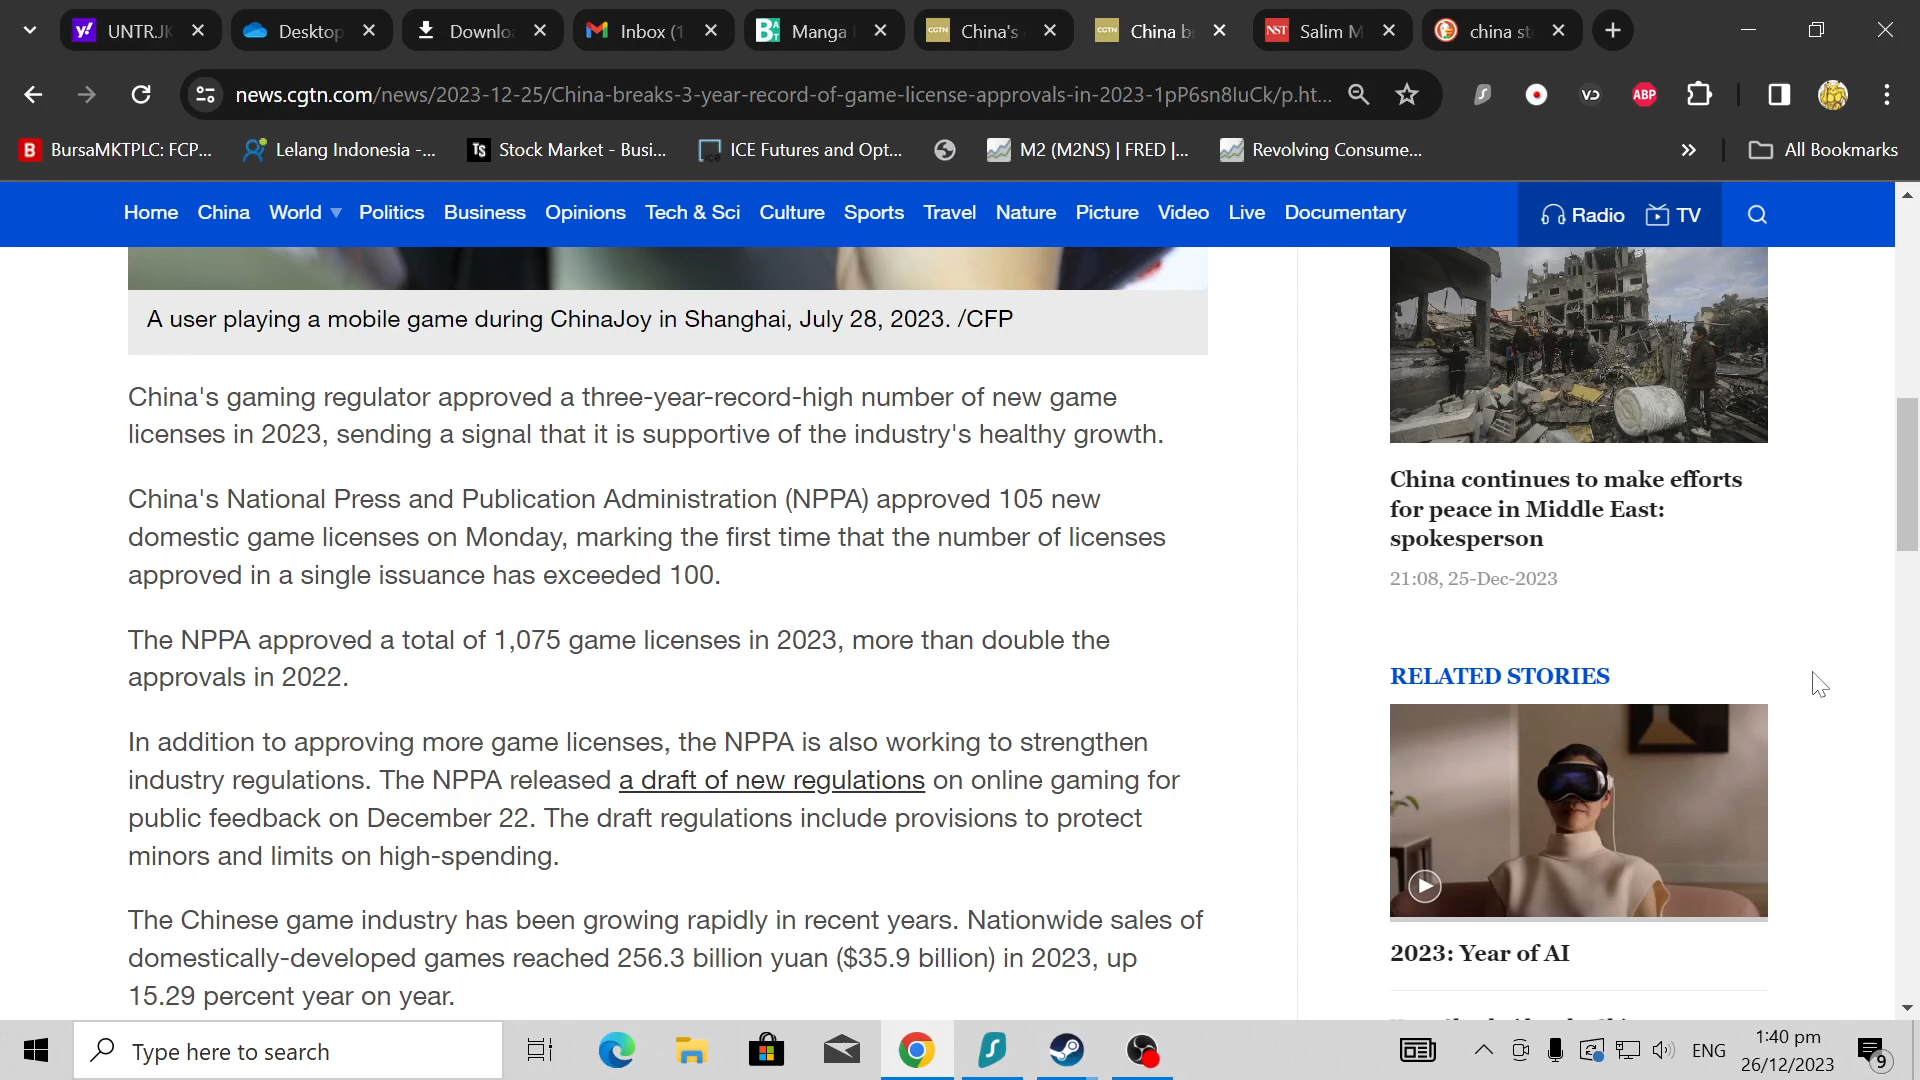 UNTR.JK
Desktop
Downlo
Inbox (1
Manga
China's
China b
Salim M
china st
news.cgtn.com/news/2023-12-25/China-breaks-3-year-record-of-game-license-approvals-in-2023-1pP6sn8IuCk/p.ht...
BursaMKTPLC: FCP...
Lelang Indonesia -...
Stock Market - Busi...
ICE Futures and Opt...
M2 (M2NS) | FRED |...
Revolving Consume...
All Bookmarks
Home China World Politics Business Opinions Tech & Sci Culture Sports Travel Nature Picture Video Live Documentary
Radio TV
A user playing a mobile game during ChinaJoy in Shanghai, July 28, 2023. /CFP
China's gaming regulator approved a three-year-record-high number of new game
licenses in 2023, sending a signal that it is supportive of the industry's healthy growth.
China's National Press and Publication Administration (NPPA) approved 105 new
domestic game licenses on Monday, marking the first time that the number of licenses
approved in a single issuance has exceeded 100.
The NPPA approved a total of 1,075 game licenses in 2023, more than double the
approvals in 2022.
In addition to approving more game licenses, the NPPA is also working to strengthen
industry regulations. The NPPA released a draft of new regulations on online gaming for
public feedback on December 22. The draft regulations include provisions to protect
minors and limits on high-spending.
The Chinese game industry has been growing rapidly in recent years. Nationwide sales of
domestically-developed games reached 256.3 billion yuan ($35.9 billion) in 2023, up
15.29 percent year on year.
China continues to make efforts
for peace in Middle East:
spokesperson
21:08, 25-Dec-2023
RELATED STORIES
2023: Year of AI
Type here to search
ENG
1:40 pm
26/12/2023
9